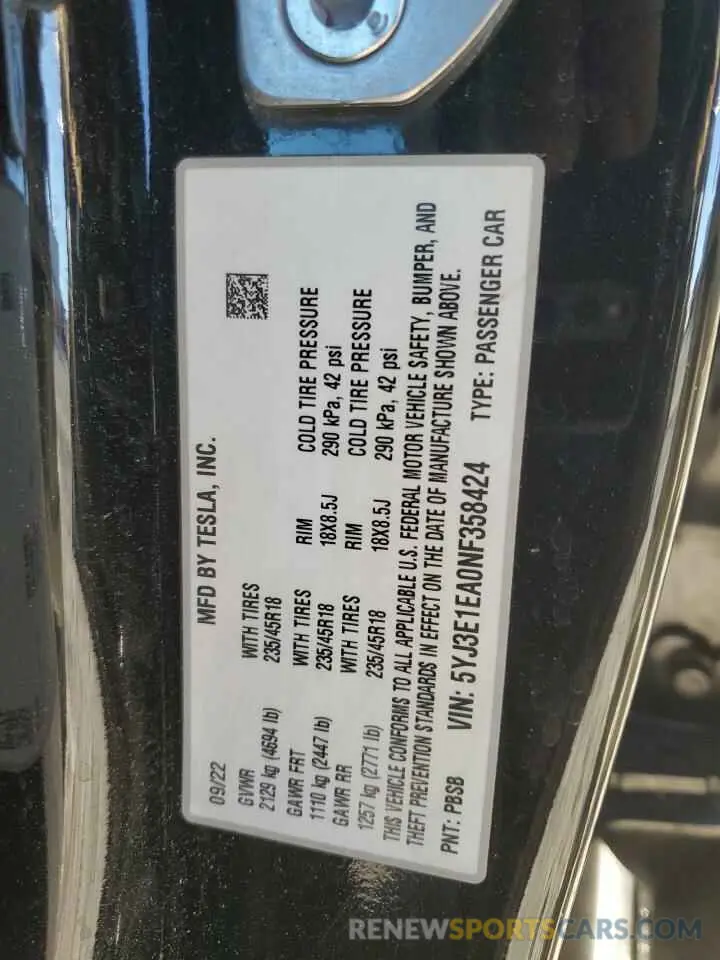 MFD BY TESLA, INC.
09/22
GVWR WITH TIRES
2129 kg (4694 lb) 235/45R18
GAWR FRT WITH TIRES RIM COLD TIRE PRESSURE
1110 kg (2447 lb) 235/45R18 18X8.5J 290 kPa, 42 psi
GAWR RR WITH TIRES RIM COLD TIRE PRESSURE
1257 kg (2771 lb) 235/45R18 18X8.5J 290 kPa, 42 psi
THIS VEHICLE CONFORMS TO ALL APPLICABLE U.S. FEDERAL MOTOR VEHICLE SAFETY, BUMPER, AND
THEFT PREVENTION STANDARDS IN EFFECT ON THE DATE OF MANUFACTURE SHOWN ABOVE.
PNT: PBSB VIN: 5YJ3E1EA0NF358424 TYPE: PASSENGER CAR
RENEWSPORTSCARS.COM